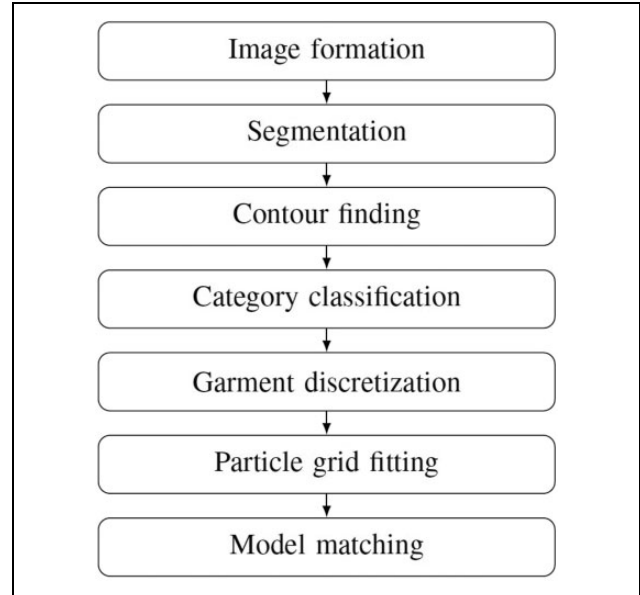 Image formation
Segmentation
Contour finding
Category classification
Garment discretization
Particle grid fitting
Model matching